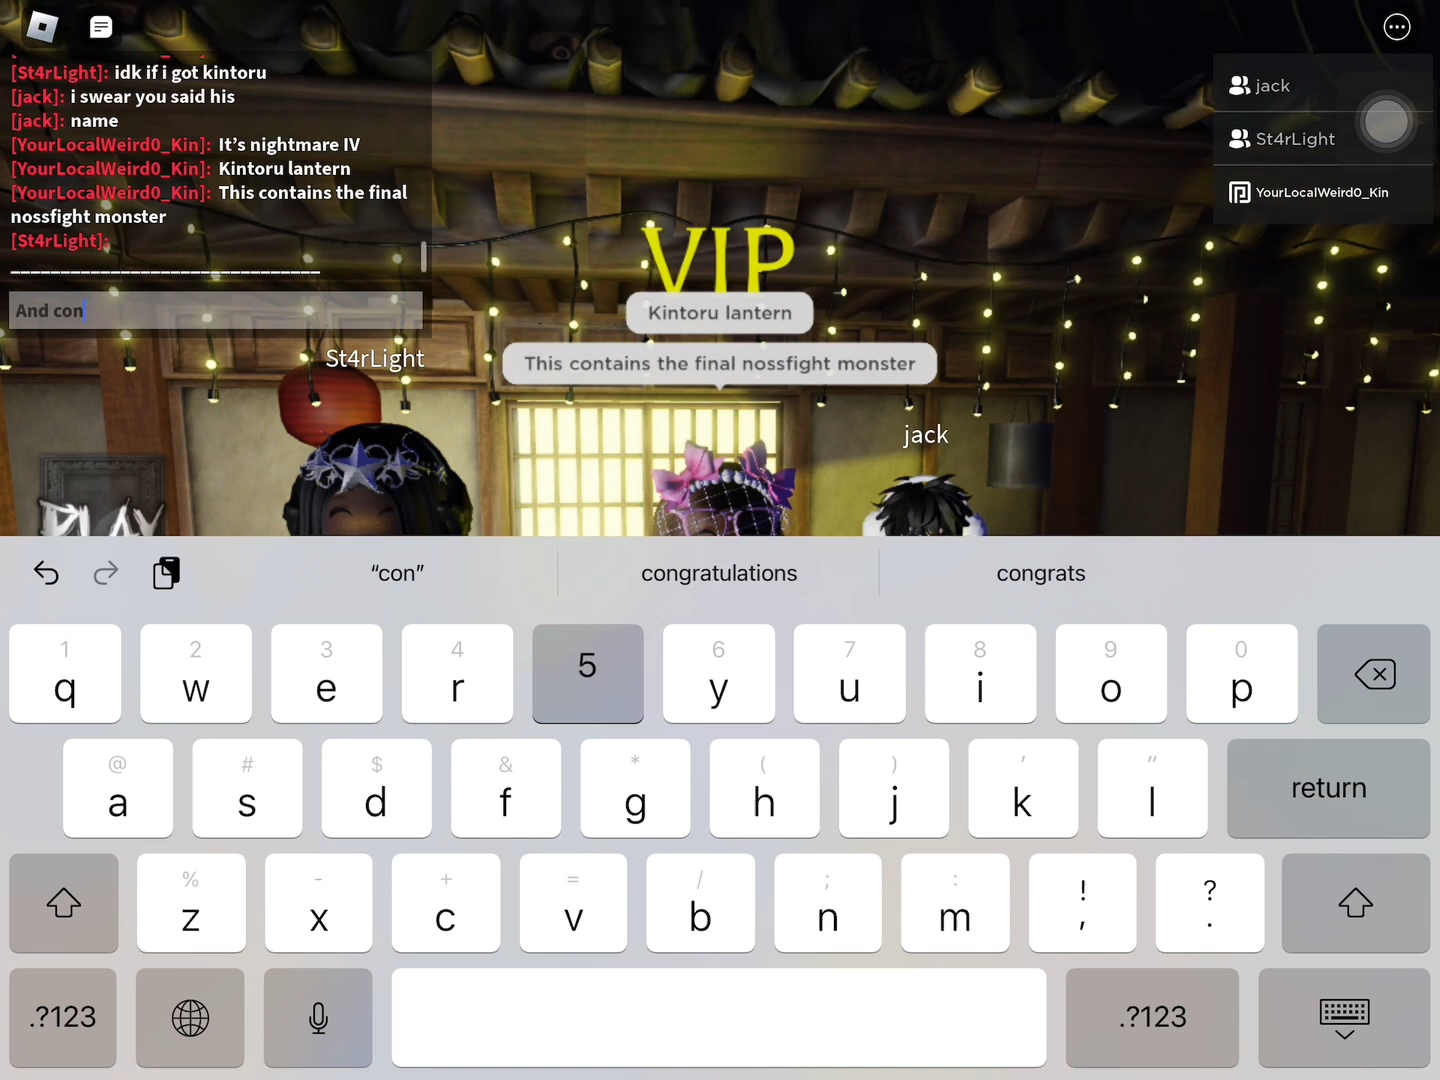 [St4rLight]: idk if i got kintoru
[jack]: i swear you said his
[jack]: name
[YourLocalWeird0_Kin]: It’s nightmare IV
[YourLocalWeird0_Kin]: Kintoru lantern
[YourLocalWeird0_Kin]: This contains the final
nossfight monster
[St4rLight]:
_______________________________
And con
jack
St4rLight
YourLocalWeird0_Kin
VIP
Kintoru lantern
This contains the final nossfight monster
St4rLight
jack
PLAY
“con” congratulations congrats
1 2 3 4 5 6 7 8 9 0
q w e r y u i o p
@ # $ & * ( ) ' "
a s d f g h j k l return
% - + = / ; : ! ?
z x c v b n m , .
.?123 .?123